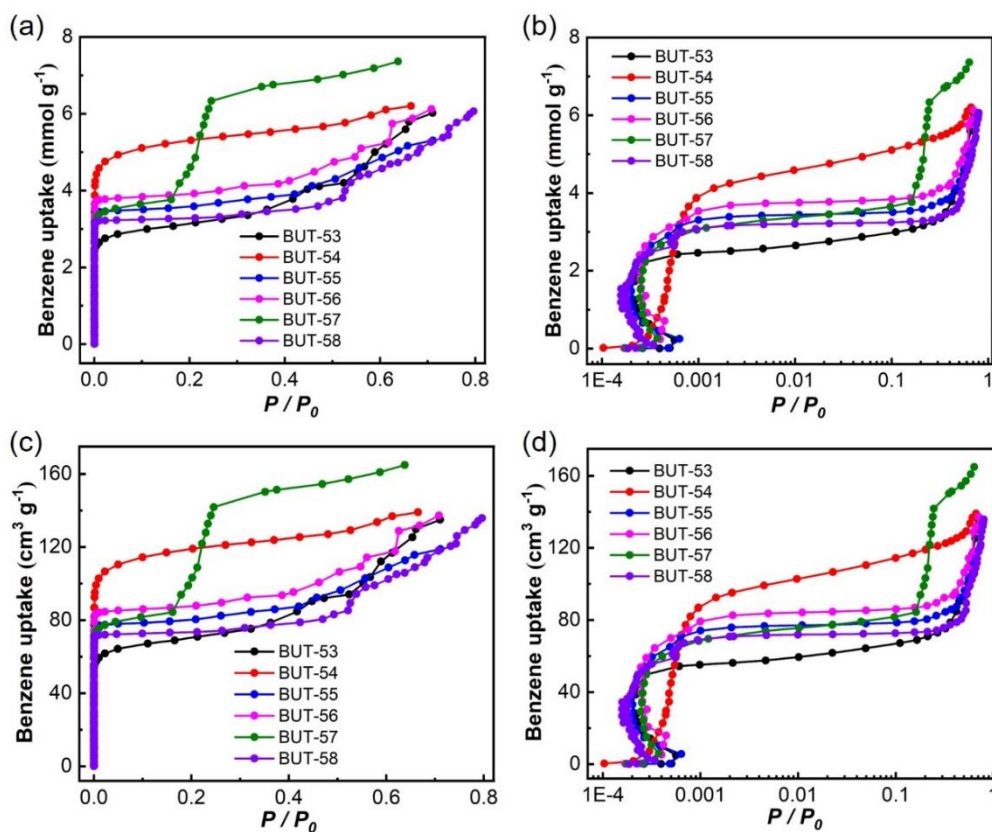 (a)
Benzene uptake (mmol g⁻¹)
8
6
4
2
0
BUT-53
BUT-54
BUT-55
BUT-56
BUT-57
BUT-58
0.0 0.2 0.4 0.6 0.8
P / P₀
(b)
Benzene uptake (mmol g⁻¹)
8
6
4
2
0
BUT-53
BUT-54
BUT-55
BUT-56
BUT-57
BUT-58
1E-4 0.001 0.01 0.1 1
P / P₀
(c)
Benzene uptake (cm³ g⁻¹)
160
120
80
40
0
BUT-53
BUT-54
BUT-55
BUT-56
BUT-57
BUT-58
0.0 0.2 0.4 0.6 0.8
P / P₀
(d)
Benzene uptake (cm³ g⁻¹)
160
120
80
40
0
BUT-53
BUT-54
BUT-55
BUT-56
BUT-57
BUT-58
1E-4 0.001 0.01 0.1 1
P / P₀